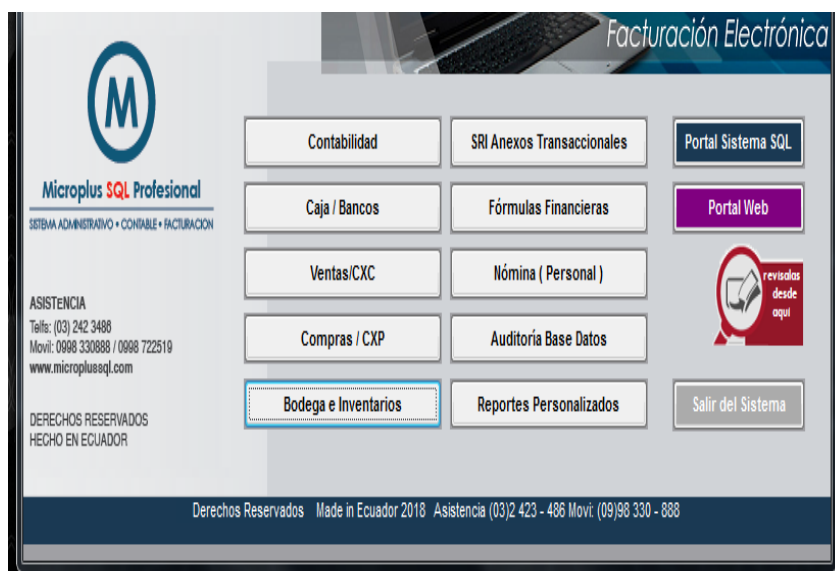 Facturación Electrónica
M
Microplus SQL Profesional
SISTEMA ADMINISTRATIVO • CONTABLE • FACTURACION
ASISTENCIA
Telfs: (03) 242 3486
Movil: 0998 330888 / 0998 722519
www.microplussql.com
DERECHOS RESERVADOS
HECHO EN ECUADOR
Contabilidad
Caja / Bancos
Ventas/CXC
Compras / CXP
Bodega e Inventarios
SRI Anexos Transaccionales
Fórmulas Financieras
Nómina ( Personal )
Auditoría Base Datos
Reportes Personalizados
Portal Sistema SQL
Portal Web
revisalas
desde
aquí
Salir del Sistema
Derechos Reservados Made in Ecuador 2018 Asistencia (03)2 423 - 486 Movi: (09)98 330 - 888